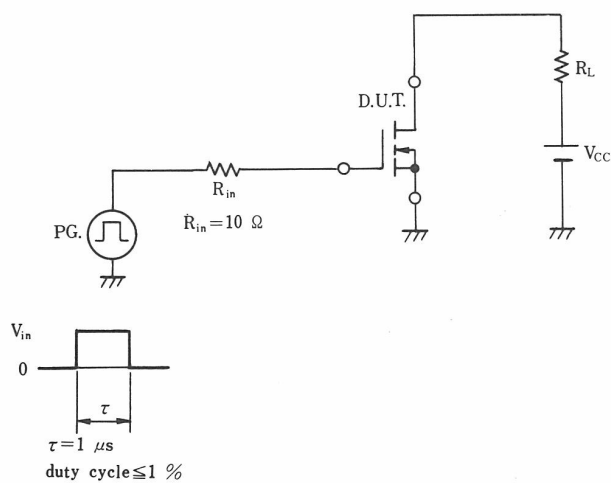 D.U.T.
R_L
V_CC
R_in
R_in=10 Ω
PG.
V_in
0
τ
τ=1 μs
duty cycle≦1 %